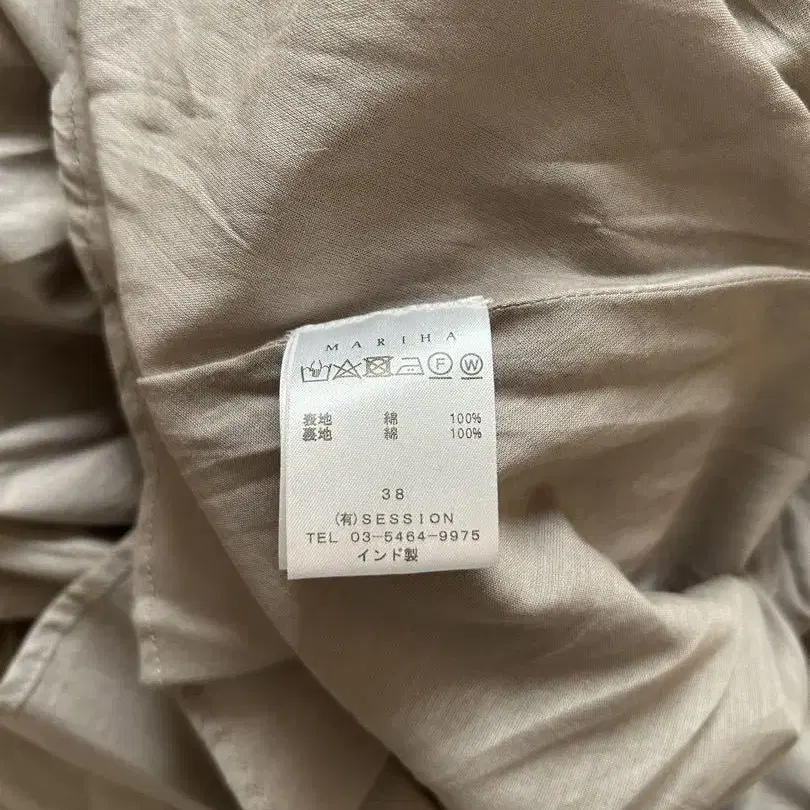 MARIHA
F W
表地 綿 100%
裏地 綿 100%
38
(有)SESSION
TEL 03-5464-9975
インド製